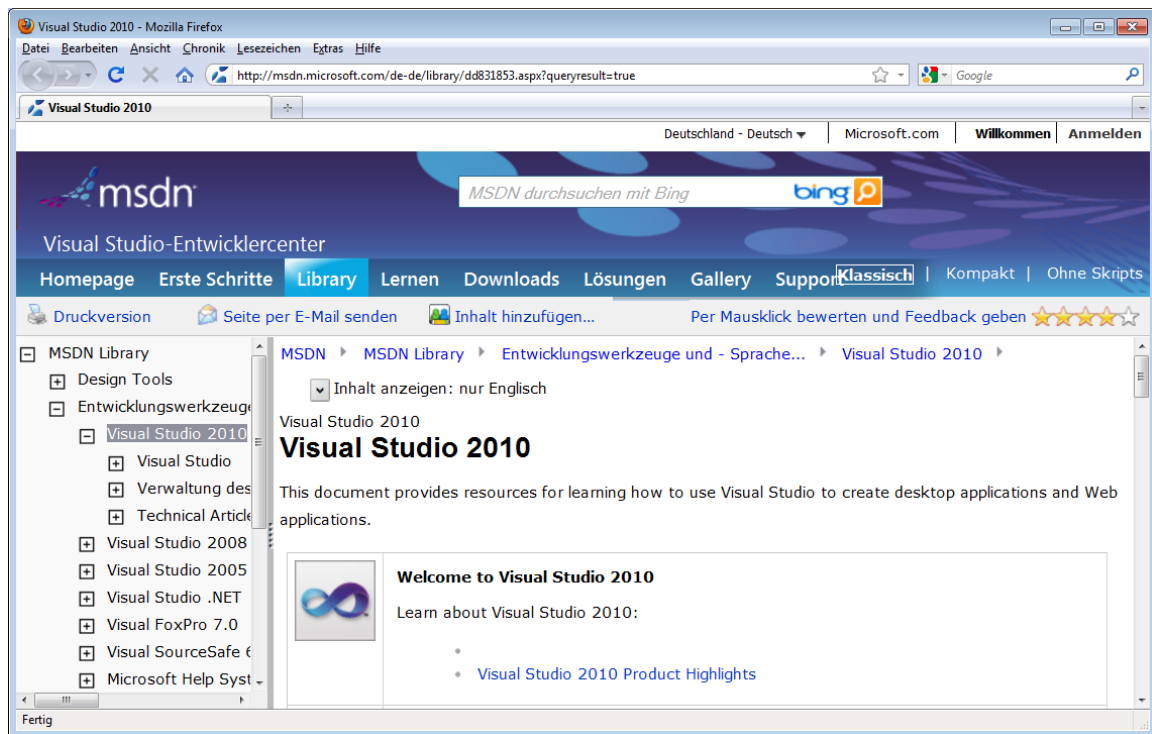 Visual Studio 2010 - Mozilla Firefox
Datei Bearbeiten Ansicht Chronik Lesezeichen Extras Hilfe
http://msdn.microsoft.com/de-de/library/dd831853.aspx?queryresult=true Google
Visual Studio 2010
Deutschland - Deutsch Microsoft.com Willkommen Anmelden
msdn MSDN durchsuchen mit Bing bing
Visual Studio-Entwicklercenter
Homepage Erste Schritte Library Lernen Downloads Lösungen Gallery Support Klassisch | Kompakt | Ohne Skripts
Druckversion Seite per E-Mail senden Inhalt hinzufügen... Per Mausklick bewerten und Feedback geben
MSDN Library
Design Tools
Entwicklungswerkzeuge
Visual Studio 2010
Visual Studio
Verwaltung des
Technical Article
Visual Studio 2008
Visual Studio 2005
Visual Studio .NET
Visual FoxPro 7.0
Visual SourceSafe 6
Microsoft Help Syst
MSDN MSDN Library Entwicklungswerkzeuge und - Sprache... Visual Studio 2010
Inhalt anzeigen: nur Englisch
Visual Studio 2010
Visual Studio 2010
This document provides resources for learning how to use Visual Studio to create desktop applications and Web
applications.
Welcome to Visual Studio 2010
Learn about Visual Studio 2010:
Visual Studio 2010 Product Highlights
Fertig